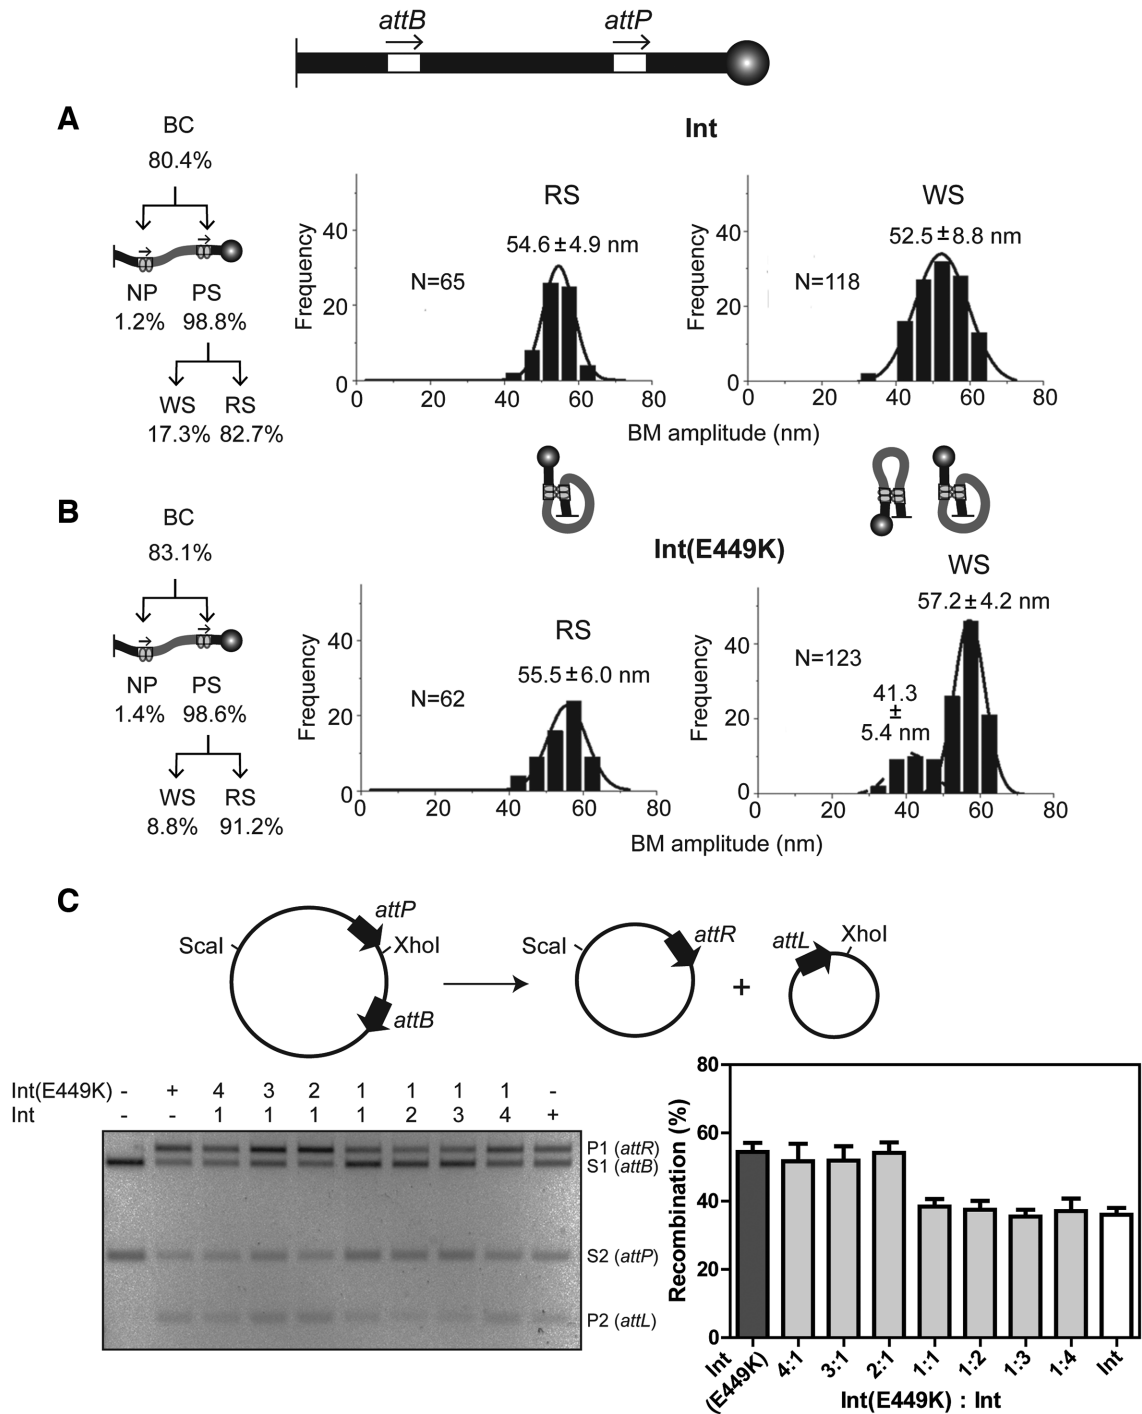 attB attP
A
Int
BC
80.4%
NP PS
1.2% 98.8%
WS RS
17.3% 82.7%
RS
54.6±4.9 nm
N=65
Frequency
40
20
0
0 20 40 60 80
WS
52.5±8.8 nm
N=118
Frequency
40
20
0
0 20 40 60 80
BM amplitude (nm)
B
Int(E449K)
BC
83.1%
NP PS
1.4% 98.6%
WS RS
8.8% 91.2%
RS
55.5±6.0 nm
N=62
Frequency
40
20
0
0 20 40 60 80
WS
57.2±4.2 nm
N=123
41.3
±
5.4 nm
Frequency
40
20
0
0 20 40 60 80
BM amplitude (nm)
C
attP
ScaI XhoI
attB
ScaI attR
+
attL XhoI
Int(E449K) - + 4 3 2 1 1 1 1 -
Int - - 1 1 1 1 2 3 4 +
P1 (attR)
S1 (attB)
S2 (attP)
P2 (attL)
Recombination (%)
80
60
40
20
0
Int (E449K) 4:1 3:1 2:1 1:1 1:2 1:3 1:4 Int
Int(E449K) : Int